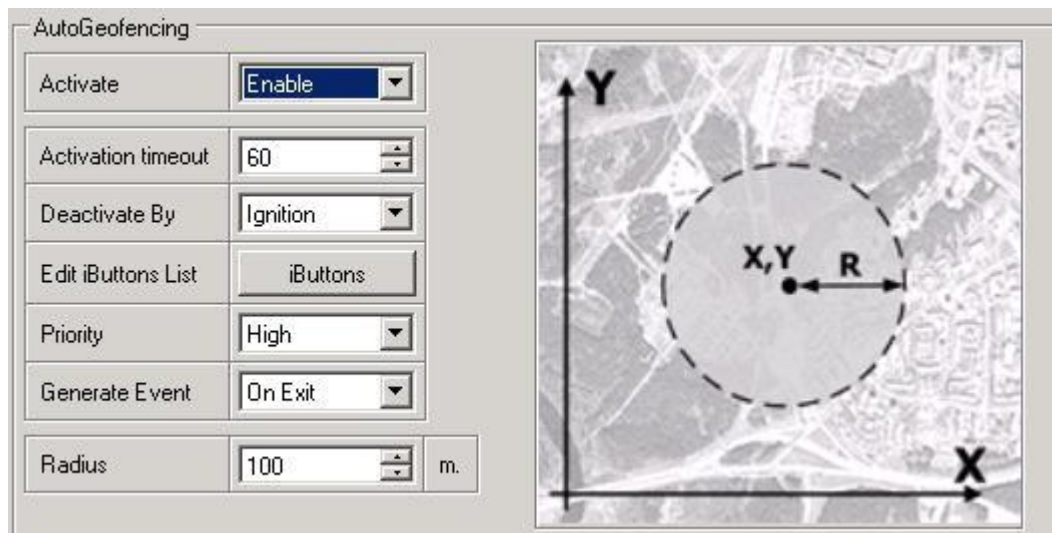 AutoGeofencing
Activate Enable
Activation timeout 60
Deactivate By Ignition
Edit iButtons List iButtons
Priority High
Generate Event On Exit
Radius 100 m.
Y
X,Y R
X